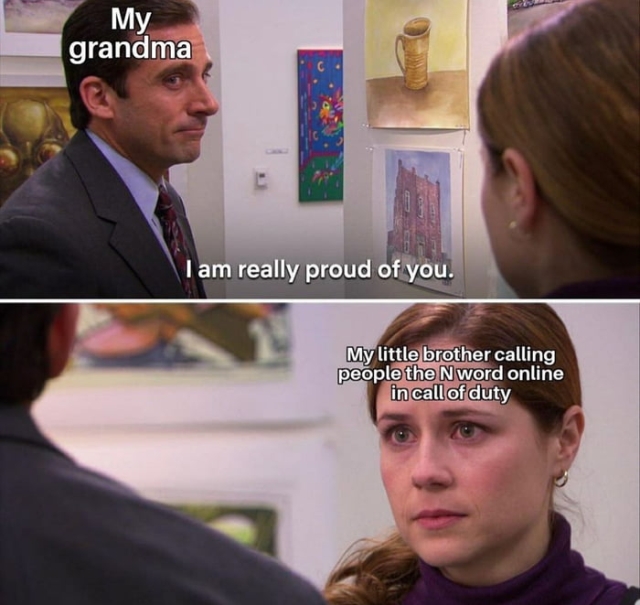 My
grandma
I am really proud of you.
My little brother calling
people the N word online
in call of duty